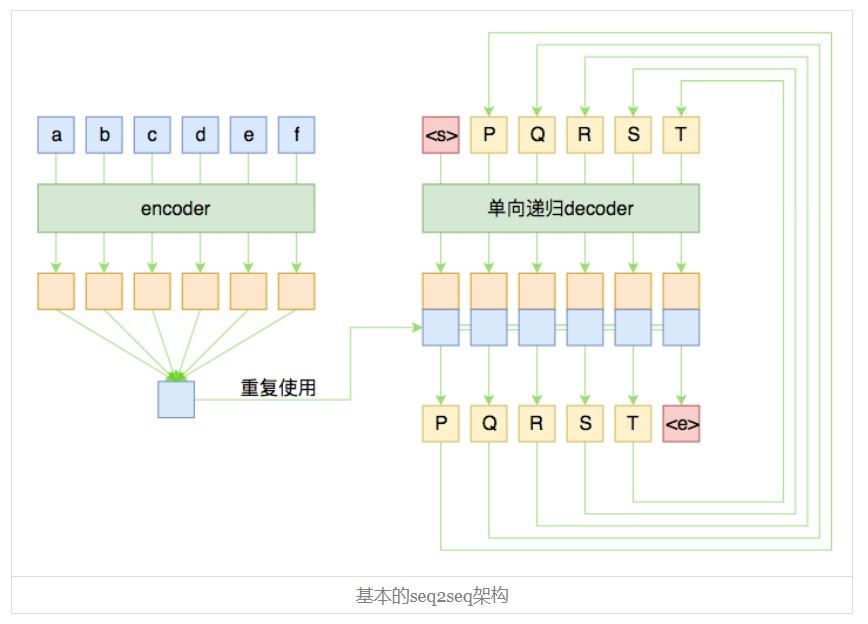 a b c d e f
<s> P Q R S T
encoder
单向递归decoder
重复使用
P Q R S T <e>
基本的seq2seq架构